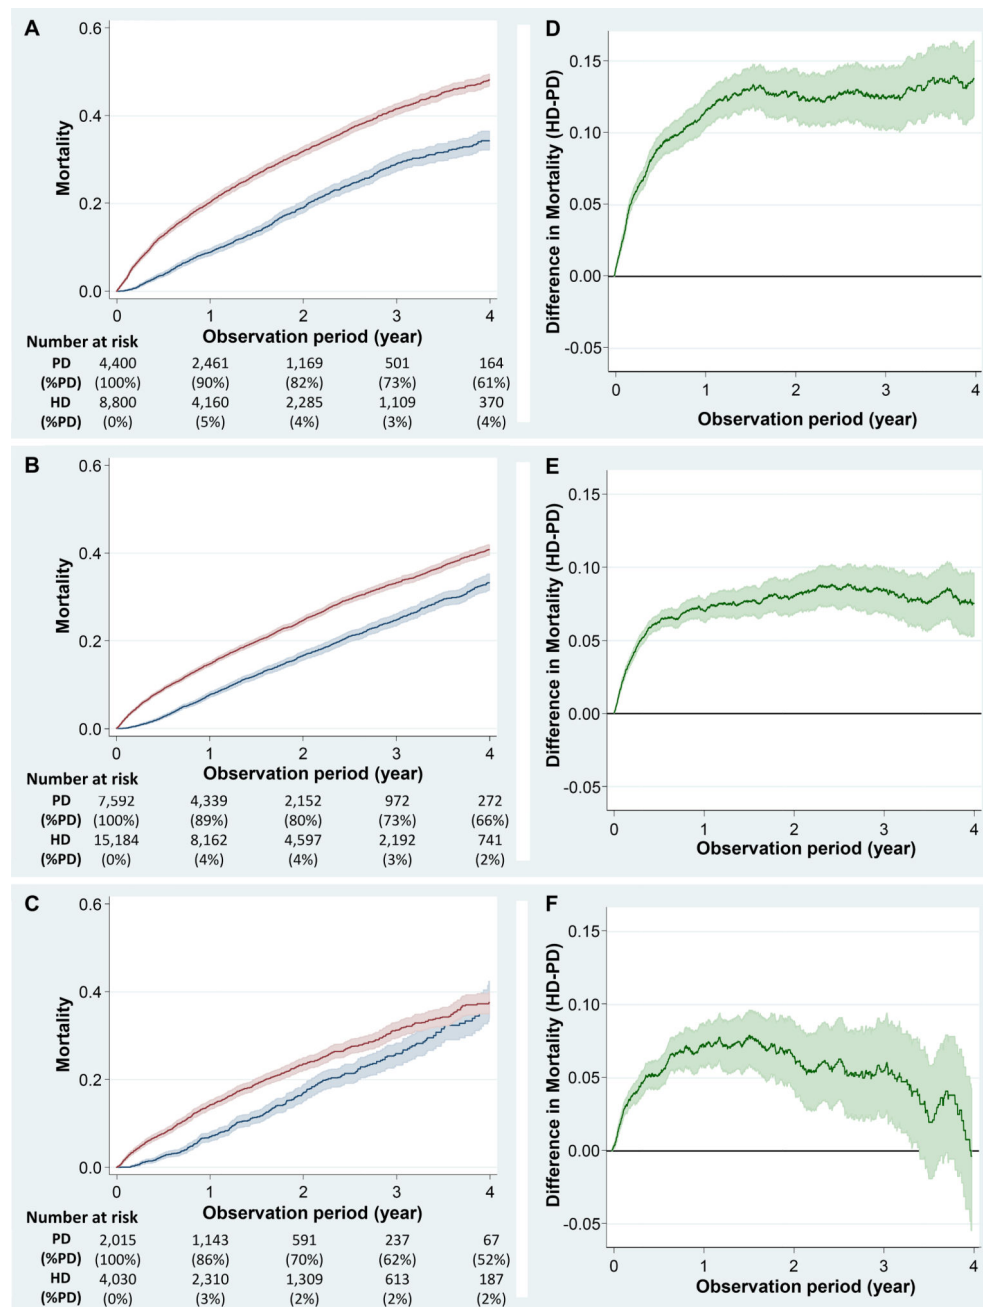 A
0.6
0.4
0.2
0.0
Mortality
0 1 2 3 4
Observation period (year)
Number at risk
PD 4,400 2,461 1,169 501 164
(%PD) (100%) (90%) (82%) (73%) (61%)
HD 8,800 4,160 2,285 1,109 370
(%PD) (0%) (5%) (4%) (3%) (4%)
D
0.15
0.10
0.05
0.00
-0.05
Difference in Mortality (HD-PD)
0 1 2 3 4
Observation period (year)
B
0.6
0.4
0.2
0.0
Mortality
0 1 2 3 4
Observation period (year)
Number at risk
PD 7,592 4,339 2,152 972 272
(%PD) (100%) (89%) (80%) (73%) (66%)
HD 15,184 8,162 4,597 2,192 741
(%PD) (0%) (4%) (4%) (3%) (2%)
E
0.15
0.10
0.05
0.00
-0.05
Difference in Mortality (HD-PD)
0 1 2 3 4
Observation period (year)
C
0.6
0.4
0.2
0.0
Mortality
0 1 2 3 4
Observation period (year)
Number at risk
PD 2,015 1,143 591 237 67
(%PD) (100%) (86%) (70%) (62%) (52%)
HD 4,030 2,310 1,309 613 187
(%PD) (0%) (3%) (2%) (2%) (2%)
F
0.15
0.10
0.05
0.00
-0.05
Difference in Mortality (HD-PD)
0 1 2 3 4
Observation period (year)